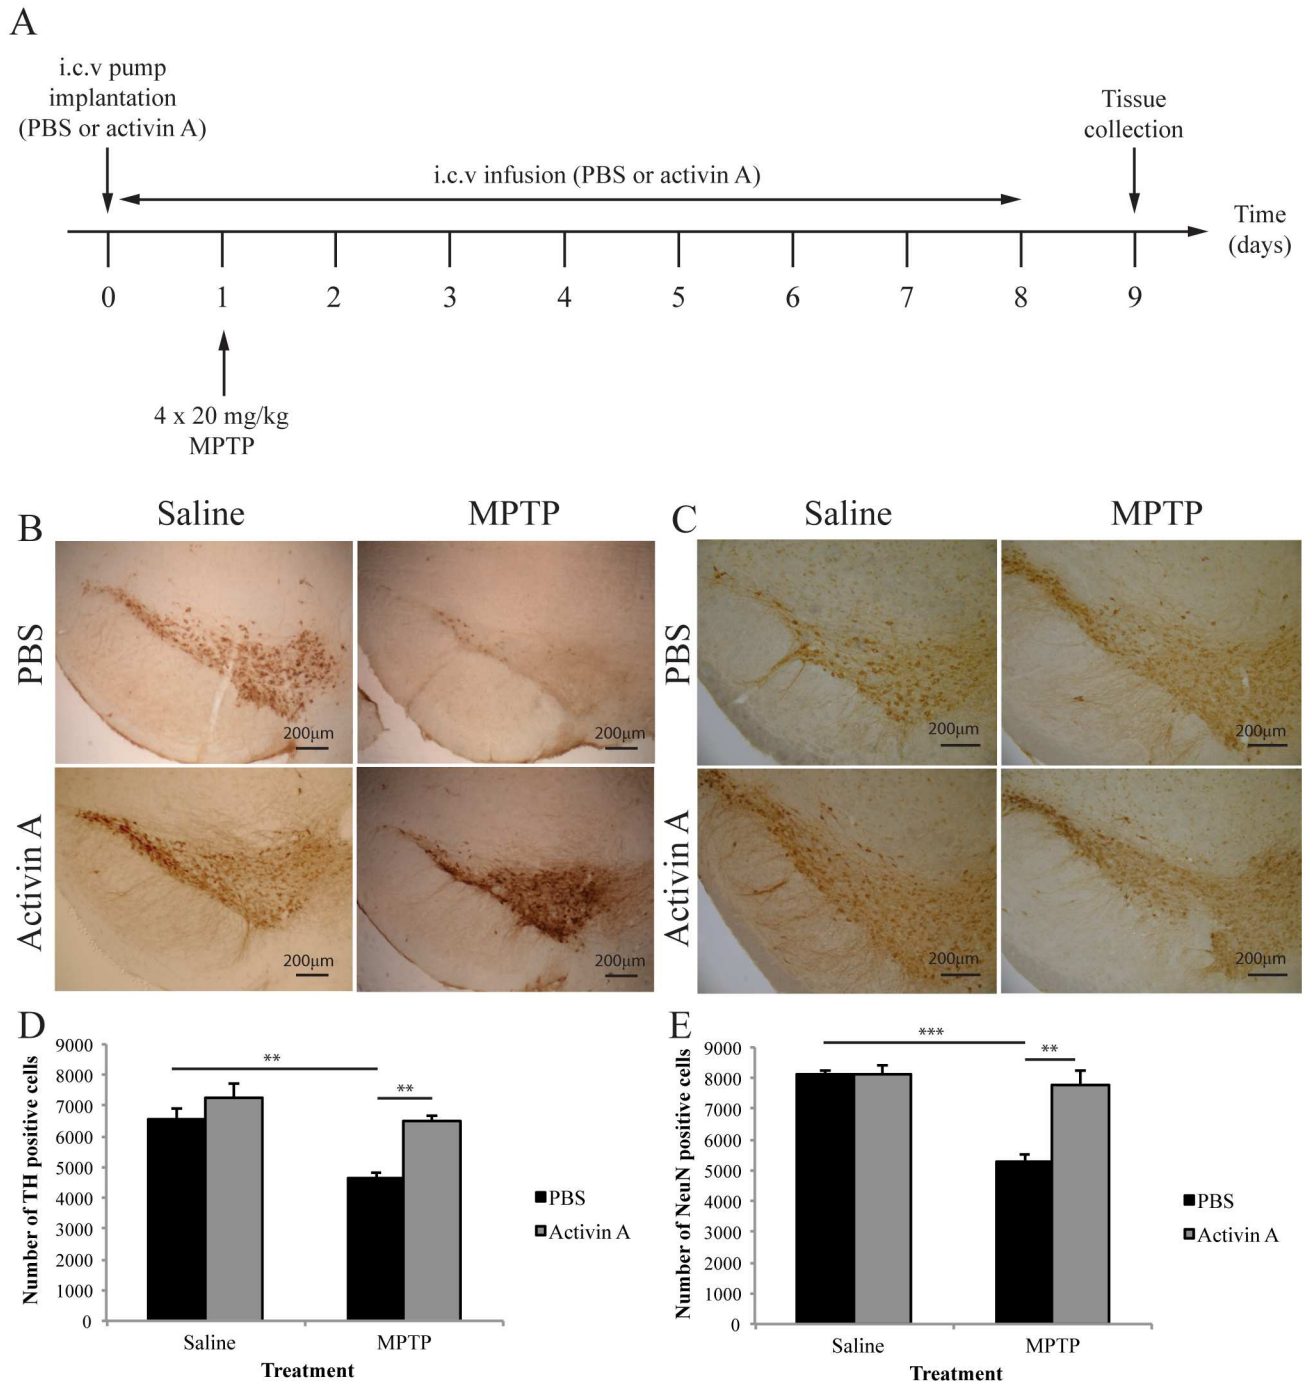 A
i.c.v pump
implantation
(PBS or activin A)
Tissue
collection
i.c.v infusion (PBS or activin A)
Time
(days)
0 1 2 3 4 5 6 7 8 9
4 x 20 mg/kg
MPTP
B
Saline MPTP
PBS
200μm 200μm
Activin A
200μm 200μm
C
Saline MPTP
PBS
200μm 200μm
Activin A
200μm 200μm
D
Number of TH positive cells
9000
8000
7000
6000
5000
4000
3000
2000
1000
0
**
**
PBS
Activin A
Saline MPTP
Treatment
E
Number of NeuN positive cells
9000
8000
7000
6000
5000
4000
3000
2000
1000
0
***
**
PBS
Activin A
Saline MPTP
Treatment